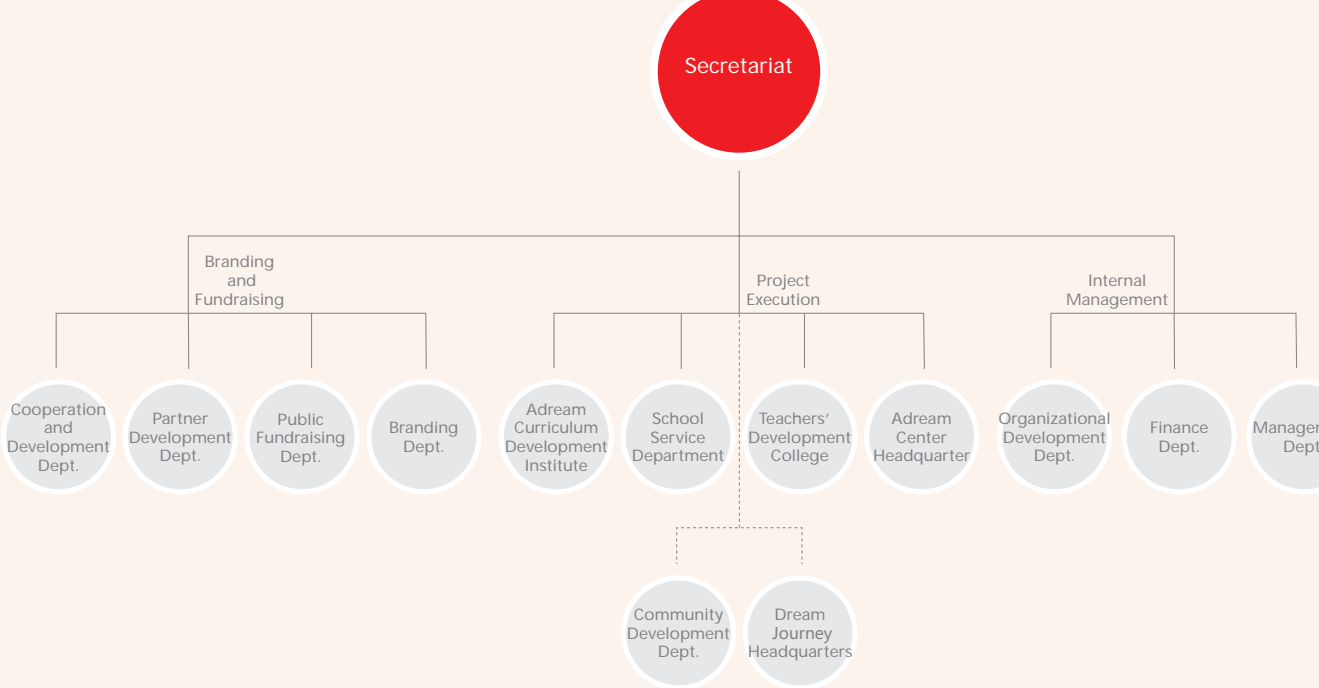 Secretariat
Branding
and
Fundraising
Project
Execution
Internal
Management
Cooperation
and
Development
Dept.
Partner
Development
Dept.
Public
Fundraising
Dept.
Branding
Dept.
Adream
Curriculum
Development
Institute
School
Service
Department
Teachers’
Development
College
Adream
Center
Headquarter
Organizational
Development
Dept.
Finance
Dept.
Community
Development
Dept.
Dream
Journey
Headquarters